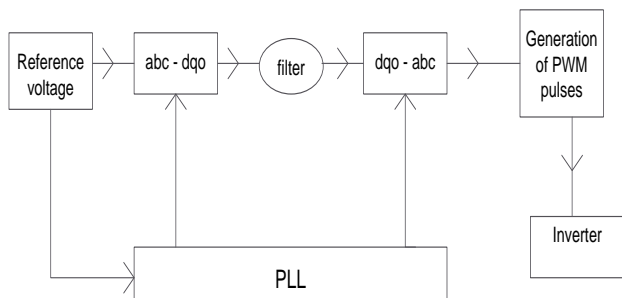 Reference
voltage
abc - dqo
filter
dqo - abc
Generation
of PWM
pulses
Inverter
PLL